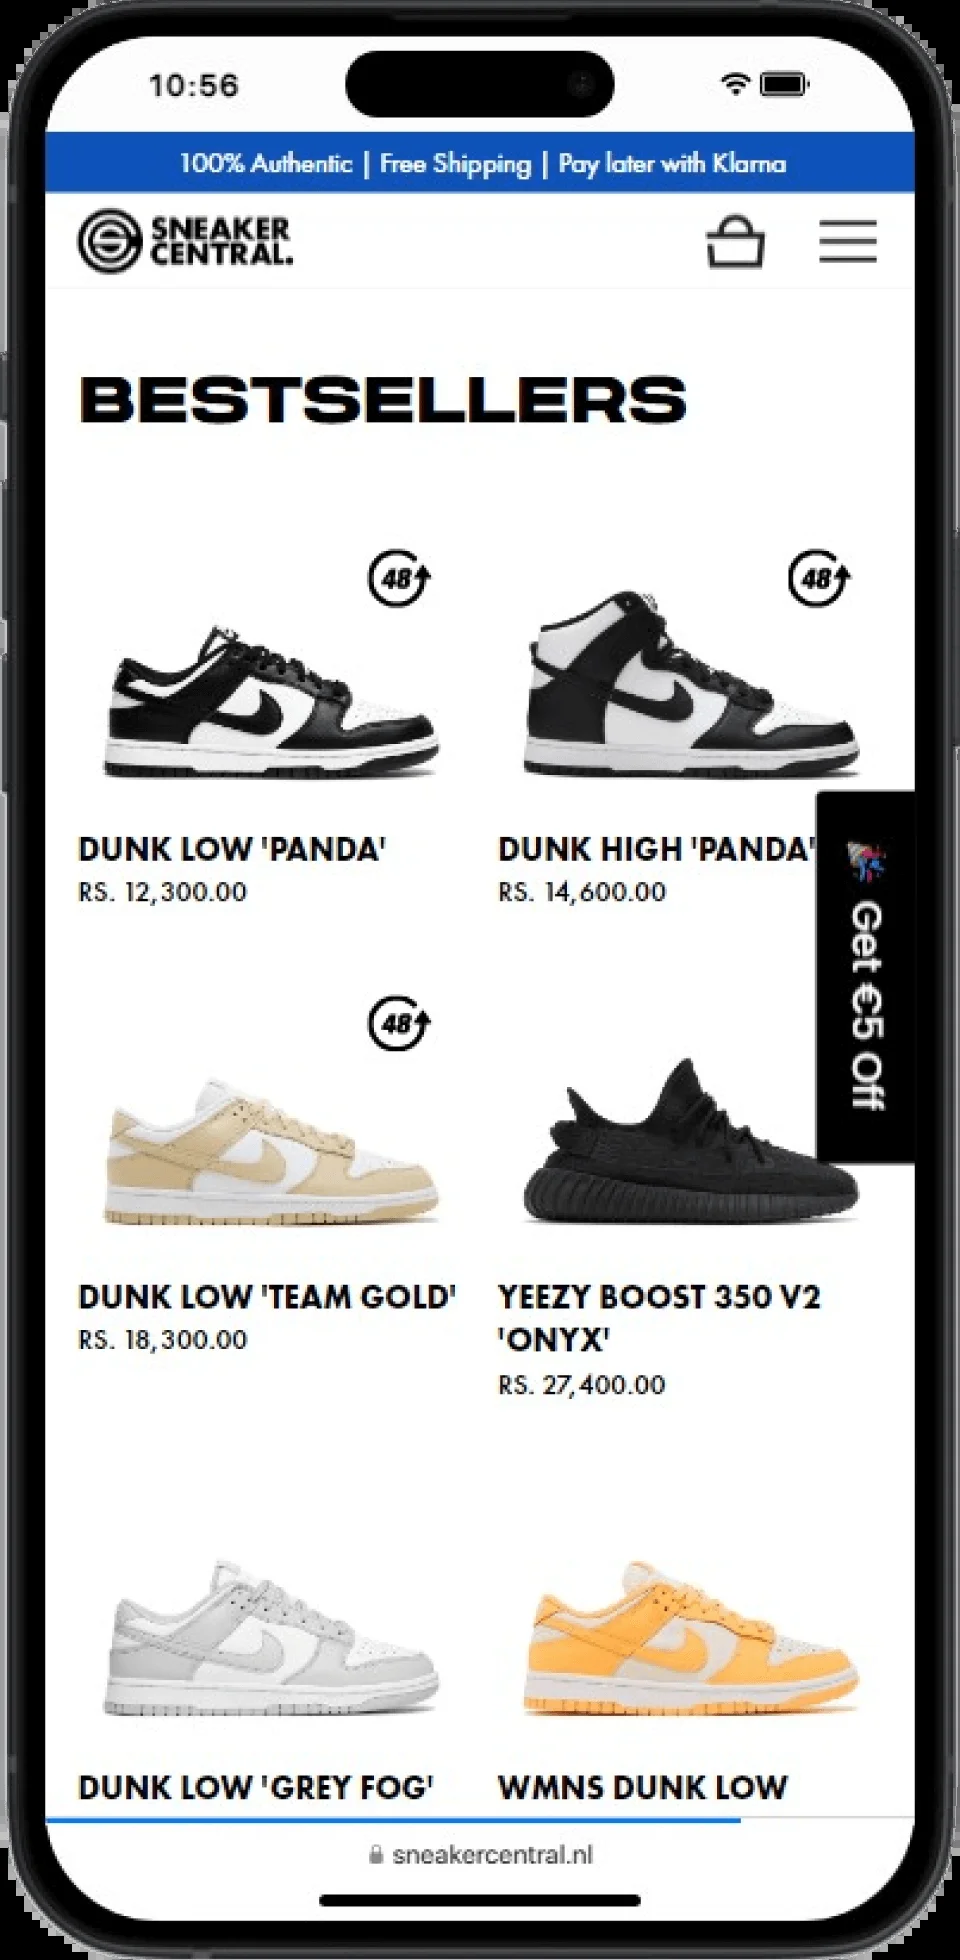 10:56
100% Authentic | Free Shipping | Pay later with Klarna
SNEAKER
CENTRAL.
BESTSELLERS
48
48
DUNK LOW 'PANDA'
RS. 12,300.00
DUNK HIGH 'PANDA'
RS. 14,600.00
Get €5 Off
48
DUNK LOW 'TEAM GOLD'
RS. 18,300.00
YEEZY BOOST 350 V2
'ONYX'
RS. 27,400.00
DUNK LOW 'GREY FOG'
WMNS DUNK LOW
sneakercentral.nl